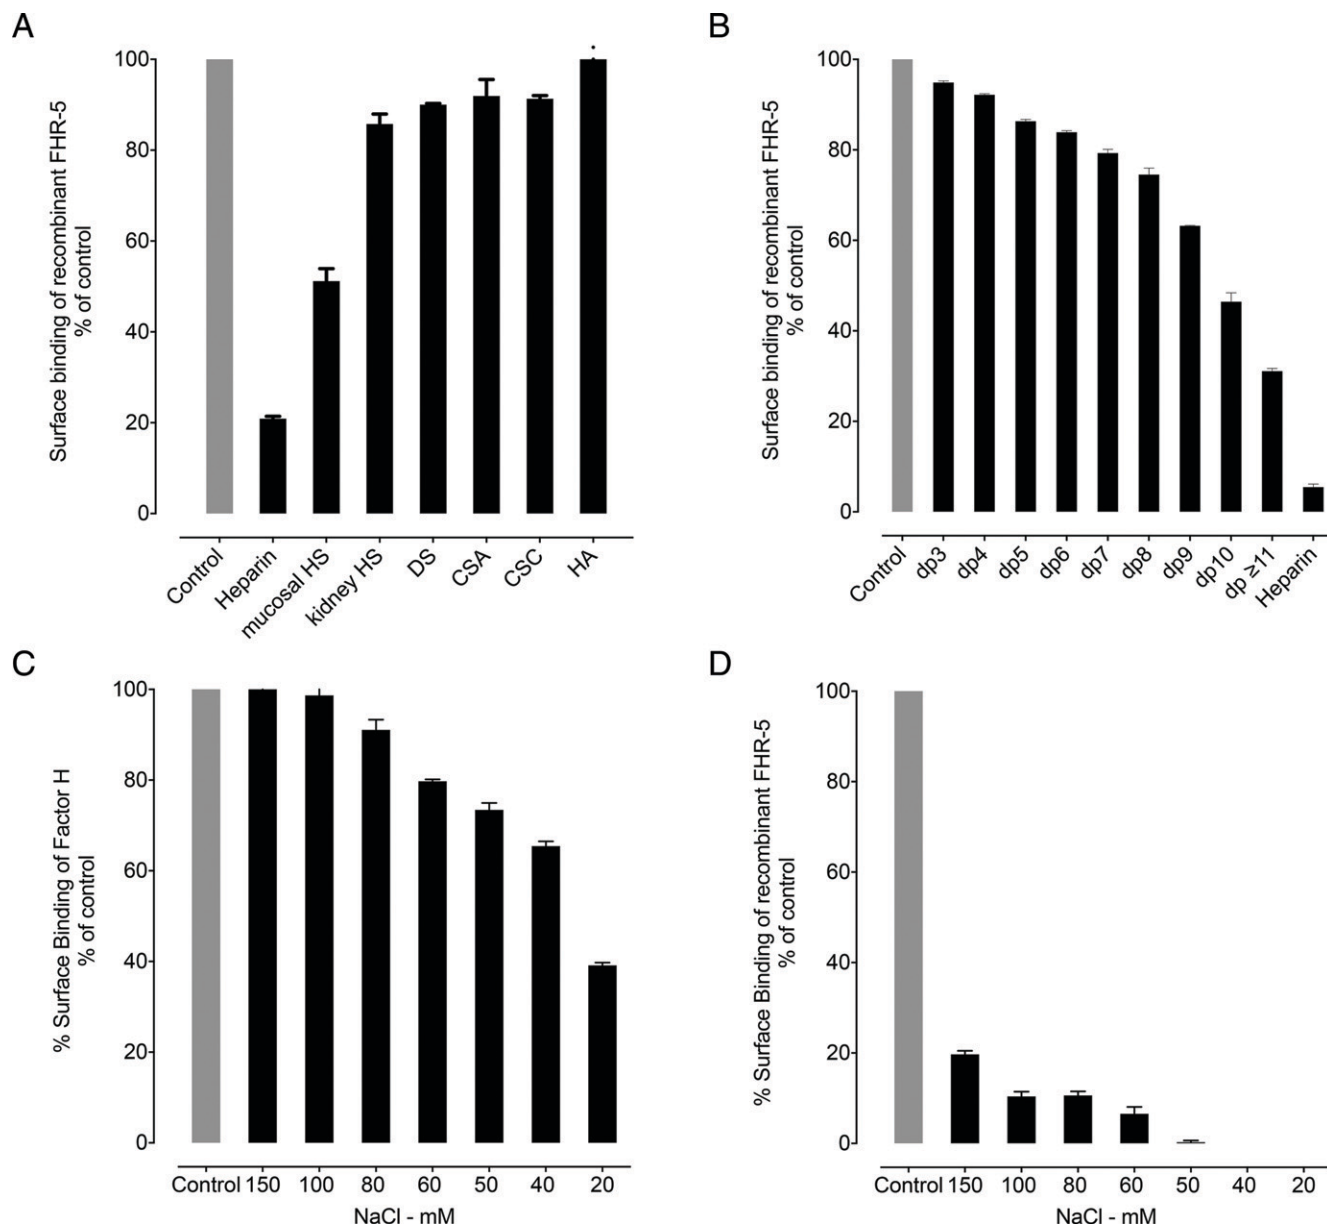 A
Surface binding of recombinant FHR-5
% of control
100
80
60
40
20
0
Control
Heparin
mucosal HS
kidney HS
DS
CSA
CSC
HA
B
Surface binding of recombinant FHR-5
% of control
100
80
60
40
20
0
Control
dp3
dp4
dp5
dp6
dp7
dp8
dp9
dp10
dp ≥11
Heparin
C
% Surface Binding of Factor H
% of control
100
80
60
40
20
0
Control 150 100 80 60 50 40 20
NaCl - mM
D
% Surface Binding of recombinant FHR-5
% of control
100
80
60
40
20
0
Control 150 100 80 60 50 40 20
NaCl - mM